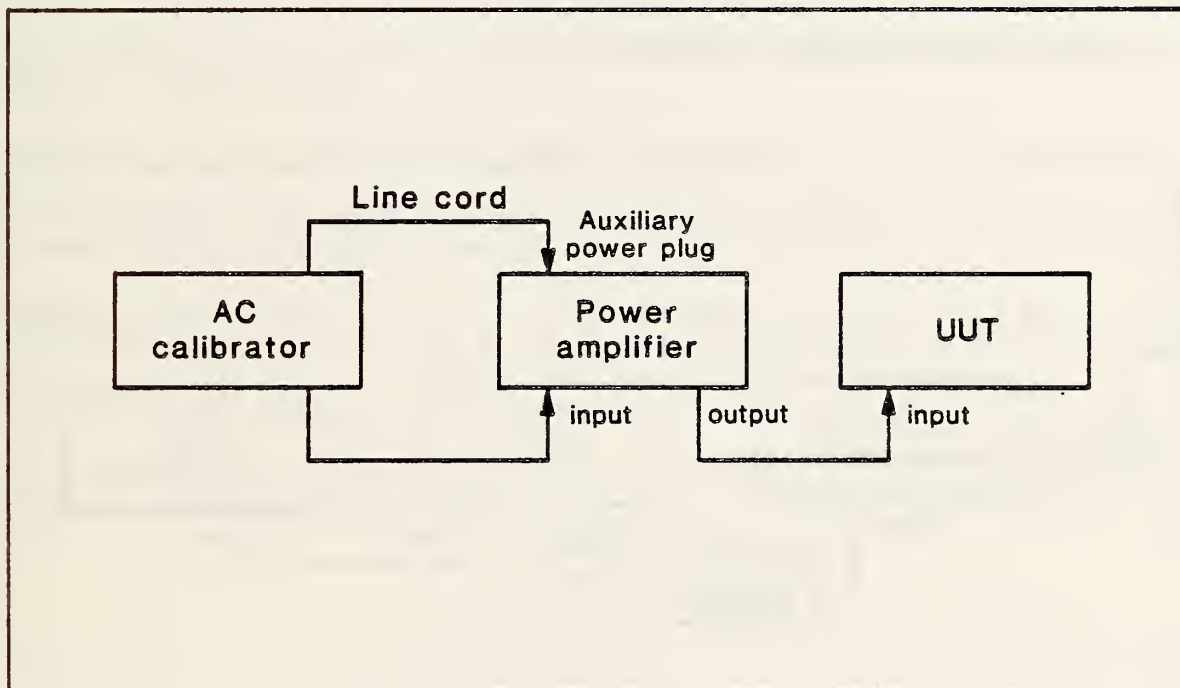 Line cord
Auxiliary
power plug
AC
calibrator
Power
amplifier
UUT
input
output
input